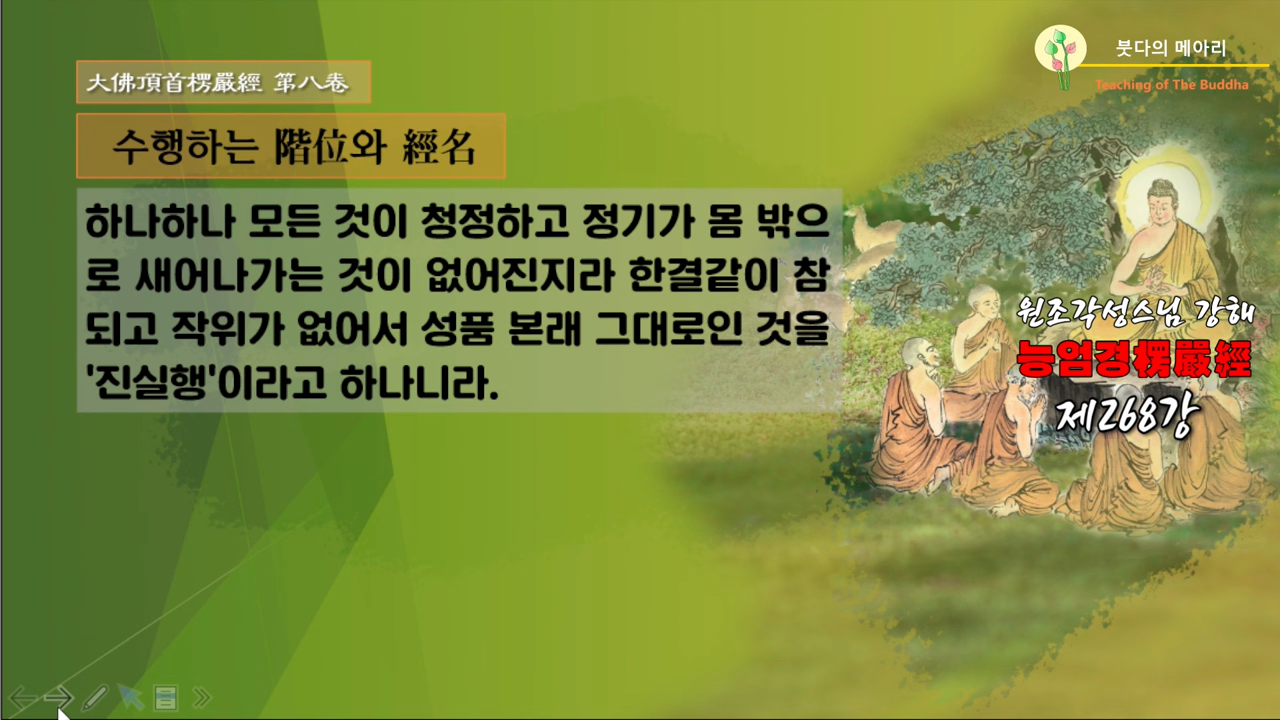 大佛頂首楞嚴經 第八卷
수행하는 階位와 經名
하나하나 모든 것이 청정하고 정기가 몸 밖으
로 새어나가는 것이 없어진지라 한결같이 참
되고 작위가 없어서 성품 본래 그대로인 것을
'진실행'이라고 하나니라.
붓다의 메아리
Teaching of The Buddha
원조각성스님 강해
능엄경楞嚴經
제268강